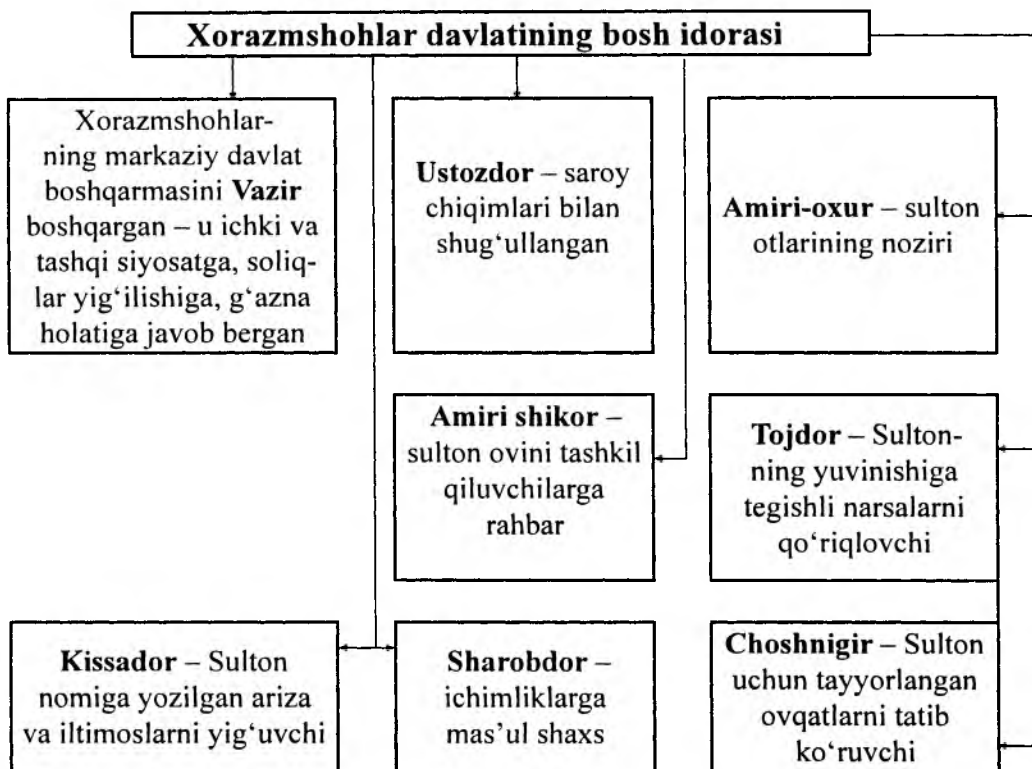 Xorazmshohlar davlatining bosh idorasi
Xorazmshohlar-
ning markaziy davlat
boshqarmasini Vazir
boshqargan – u ichki va
tashqi siyosatga, soliq-
lar yig‘ilishiga, g‘azna
holatiga javob bergan
Ustozdor – saroy
chiqimlari bilan
shug‘ullangan
Amiri-oxur – sulton
otlarining noziri
Amiri shikor –
sulton ovini tashkil
qiluvchilarga
rahbar
Tojdor – Sulton-
ning yuvinishiga
tegishli narsalarni
qo‘riqlovchi
Kissador – Sulton
nomiga yozilgan ariza
va iltimoslarni yig‘uvchi
Sharobdor –
ichimliklarga
mas’ul shaxs
Choshnigir – Sulton
uchun tayyorlangan
ovqatlarni tatib
ko‘ruvchi